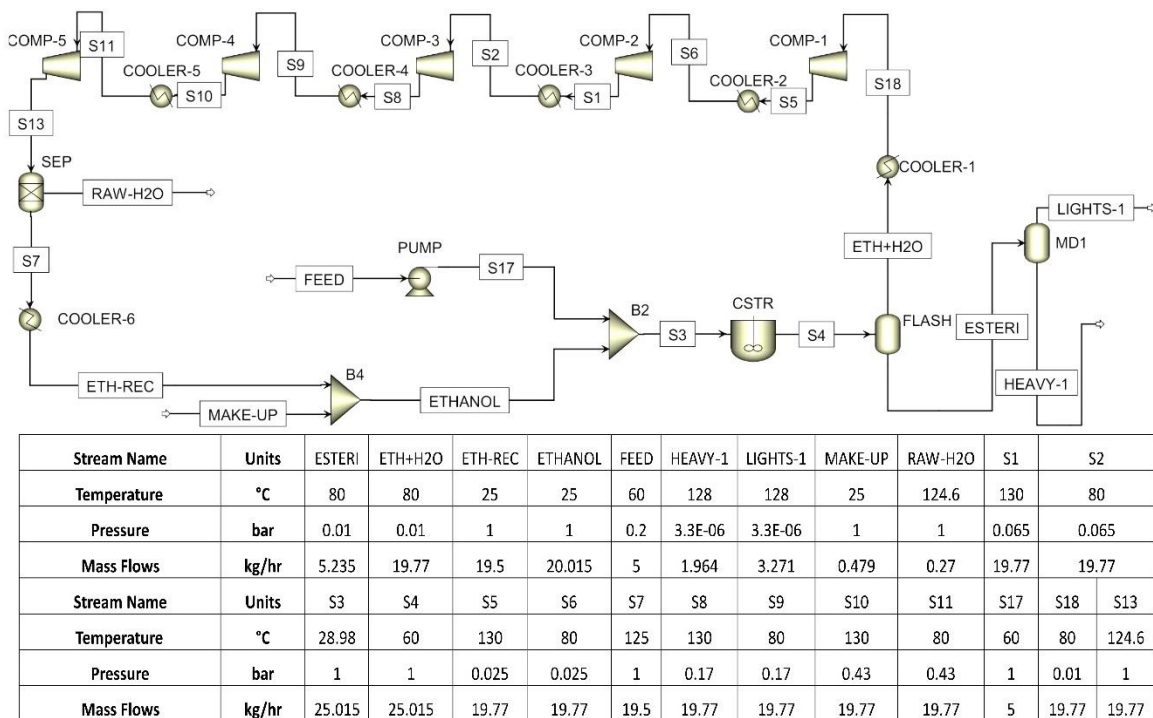 COMP-5
S11
COMP-4
COMP-3
COMP-2
COMP-1
S9
S2
S6
COOLER-5
COOLER-4
COOLER-3
COOLER-2
S10
S8
S1
S5
S18
S13
SEP
COOLER-1
RAW-H2O
LIGHTS-1
MD1
PUMP
ETH+H2O
S7
FEED
S17
B2
CSTR
FLASH
COOLER-6
S3
S4
ESTERI
B4
HEAVY-1
ETH-REC
ETHANOL
MAKE-UP
Stream Name Units ESTERI ETH+H2O ETH-REC ETHANOL FEED HEAVY-1 LIGHTS-1 MAKE-UP RAW-H2O S1 S2
Temperature °C 80 80 25 25 60 128 128 25 124.6 130 80
Pressure bar 0.01 0.01 1 1 0.2 3.3E-06 3.3E-06 1 1 0.065 0.065
Mass Flows kg/hr 5.235 19.77 19.5 20.015 5 1.964 3.271 0.479 0.27 19.77 19.77
Stream Name Units S3 S4 S5 S6 S7 S8 S9 S10 S11 S17 S18 S13
Temperature °C 28.98 60 130 80 125 130 80 130 80 60 80 124.6
Pressure bar 1 1 0.025 0.025 1 0.17 0.17 0.43 0.43 1 0.01 1
Mass Flows kg/hr 25.015 25.015 19.77 19.77 19.5 19.77 19.77 19.77 19.77 5 19.77 19.77